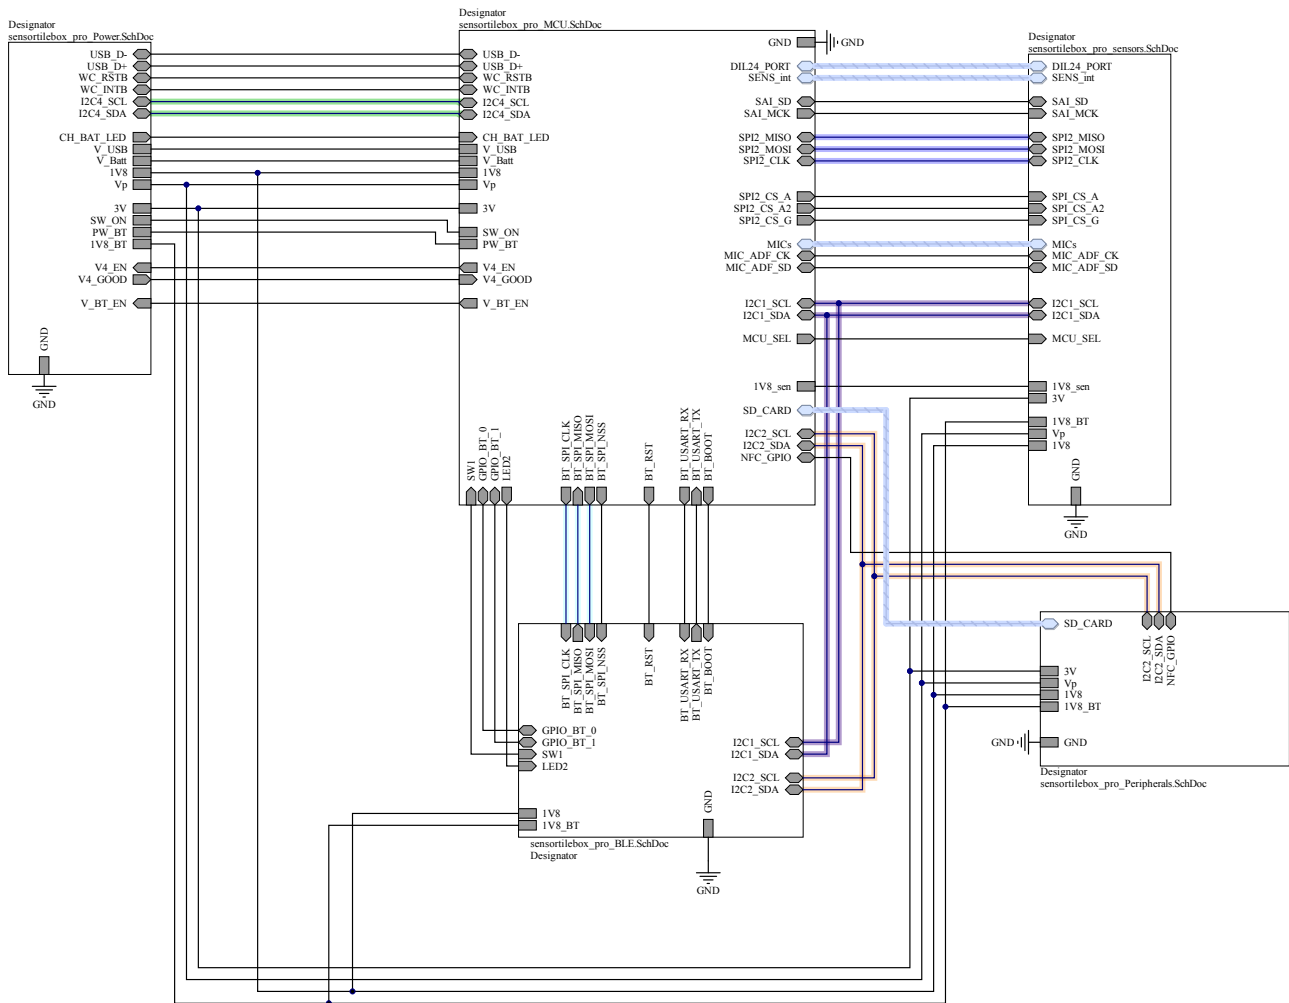 Designator
sensortilebox_pro_Power.SchDoc
USB_D-
USB_D+
WC_RSTB
WC_INTB
I2C4_SCL
I2C4_SDA
CH_BAT_LED
V_USB
V_Batt
1V8
Vp
3V
SW_ON
PW_BT
1V8_BT
V4_EN
V4_GOOD
V_BT_EN
GND
GND
Designator
sensortilebox_pro_MCU.SchDoc
USB_D-
USB_D+
WC_RSTB
WC_INTB
I2C4_SCL
I2C4_SDA
CH_BAT_LED
V_USB
V_Batt
1V8
Vp
3V
SW_ON
PW_BT
V4_EN
V4_GOOD
V_BT_EN
GND
GND
DIL24_PORT
SENS_int
SAI_SD
SAI_MCK
SPI2_MISO
SPI2_MOSI
SPI2_CLK
SPI2_CS_A
SPI2_CS_A2
SPI2_CS_G
MICs
MIC_ADF_CK
MIC_ADF_SD
I2C1_SCL
I2C1_SDA
MCU_SEL
1V8_sen
SD_CARD
I2C2_SCL
I2C2_SDA
NFC_GPIO
SW1
GPIO_BT_0
GPIO_BT_1
LED2
BT_SPI_CLK
BT_SPI_MISO
BT_SPI_MOSI
BT_SPI_NSS
BT_RST
BT_USART_RX
BT_USART_TX
BT_BOOT
Designator
sensortilebox_pro_sensors.SchDoc
DIL24_PORT
SENS_int
SAI_SD
SAI_MCK
SPI2_MISO
SPI2_MOSI
SPI2_CLK
SPI_CS_A
SPI_CS_A2
SPI_CS_G
MICs
MIC_ADF_CK
MIC_ADF_SD
I2C1_SCL
I2C1_SDA
MCU_SEL
1V8_sen
3V
1V8_BT
Vp
1V8
GND
GND
BT_SPI_CLK
BT_SPI_MISO
BT_SPI_MOSI
BT_SPI_NSS
BT_RST
BT_USART_RX
BT_USART_TX
BT_BOOT
GPIO_BT_0
GPIO_BT_1
SW1
LED2
1V8
1V8_BT
I2C1_SCL
I2C1_SDA
I2C2_SCL
I2C2_SDA
GND
GND
sensortilebox_pro_BLE.SchDoc
Designator
SD_CARD
I2C2_SCL
I2C2_SDA
NFC_GPIO
3V
Vp
1V8
1V8_BT
GND
GND
Designator
sensortilebox_pro_Peripherals.SchDoc